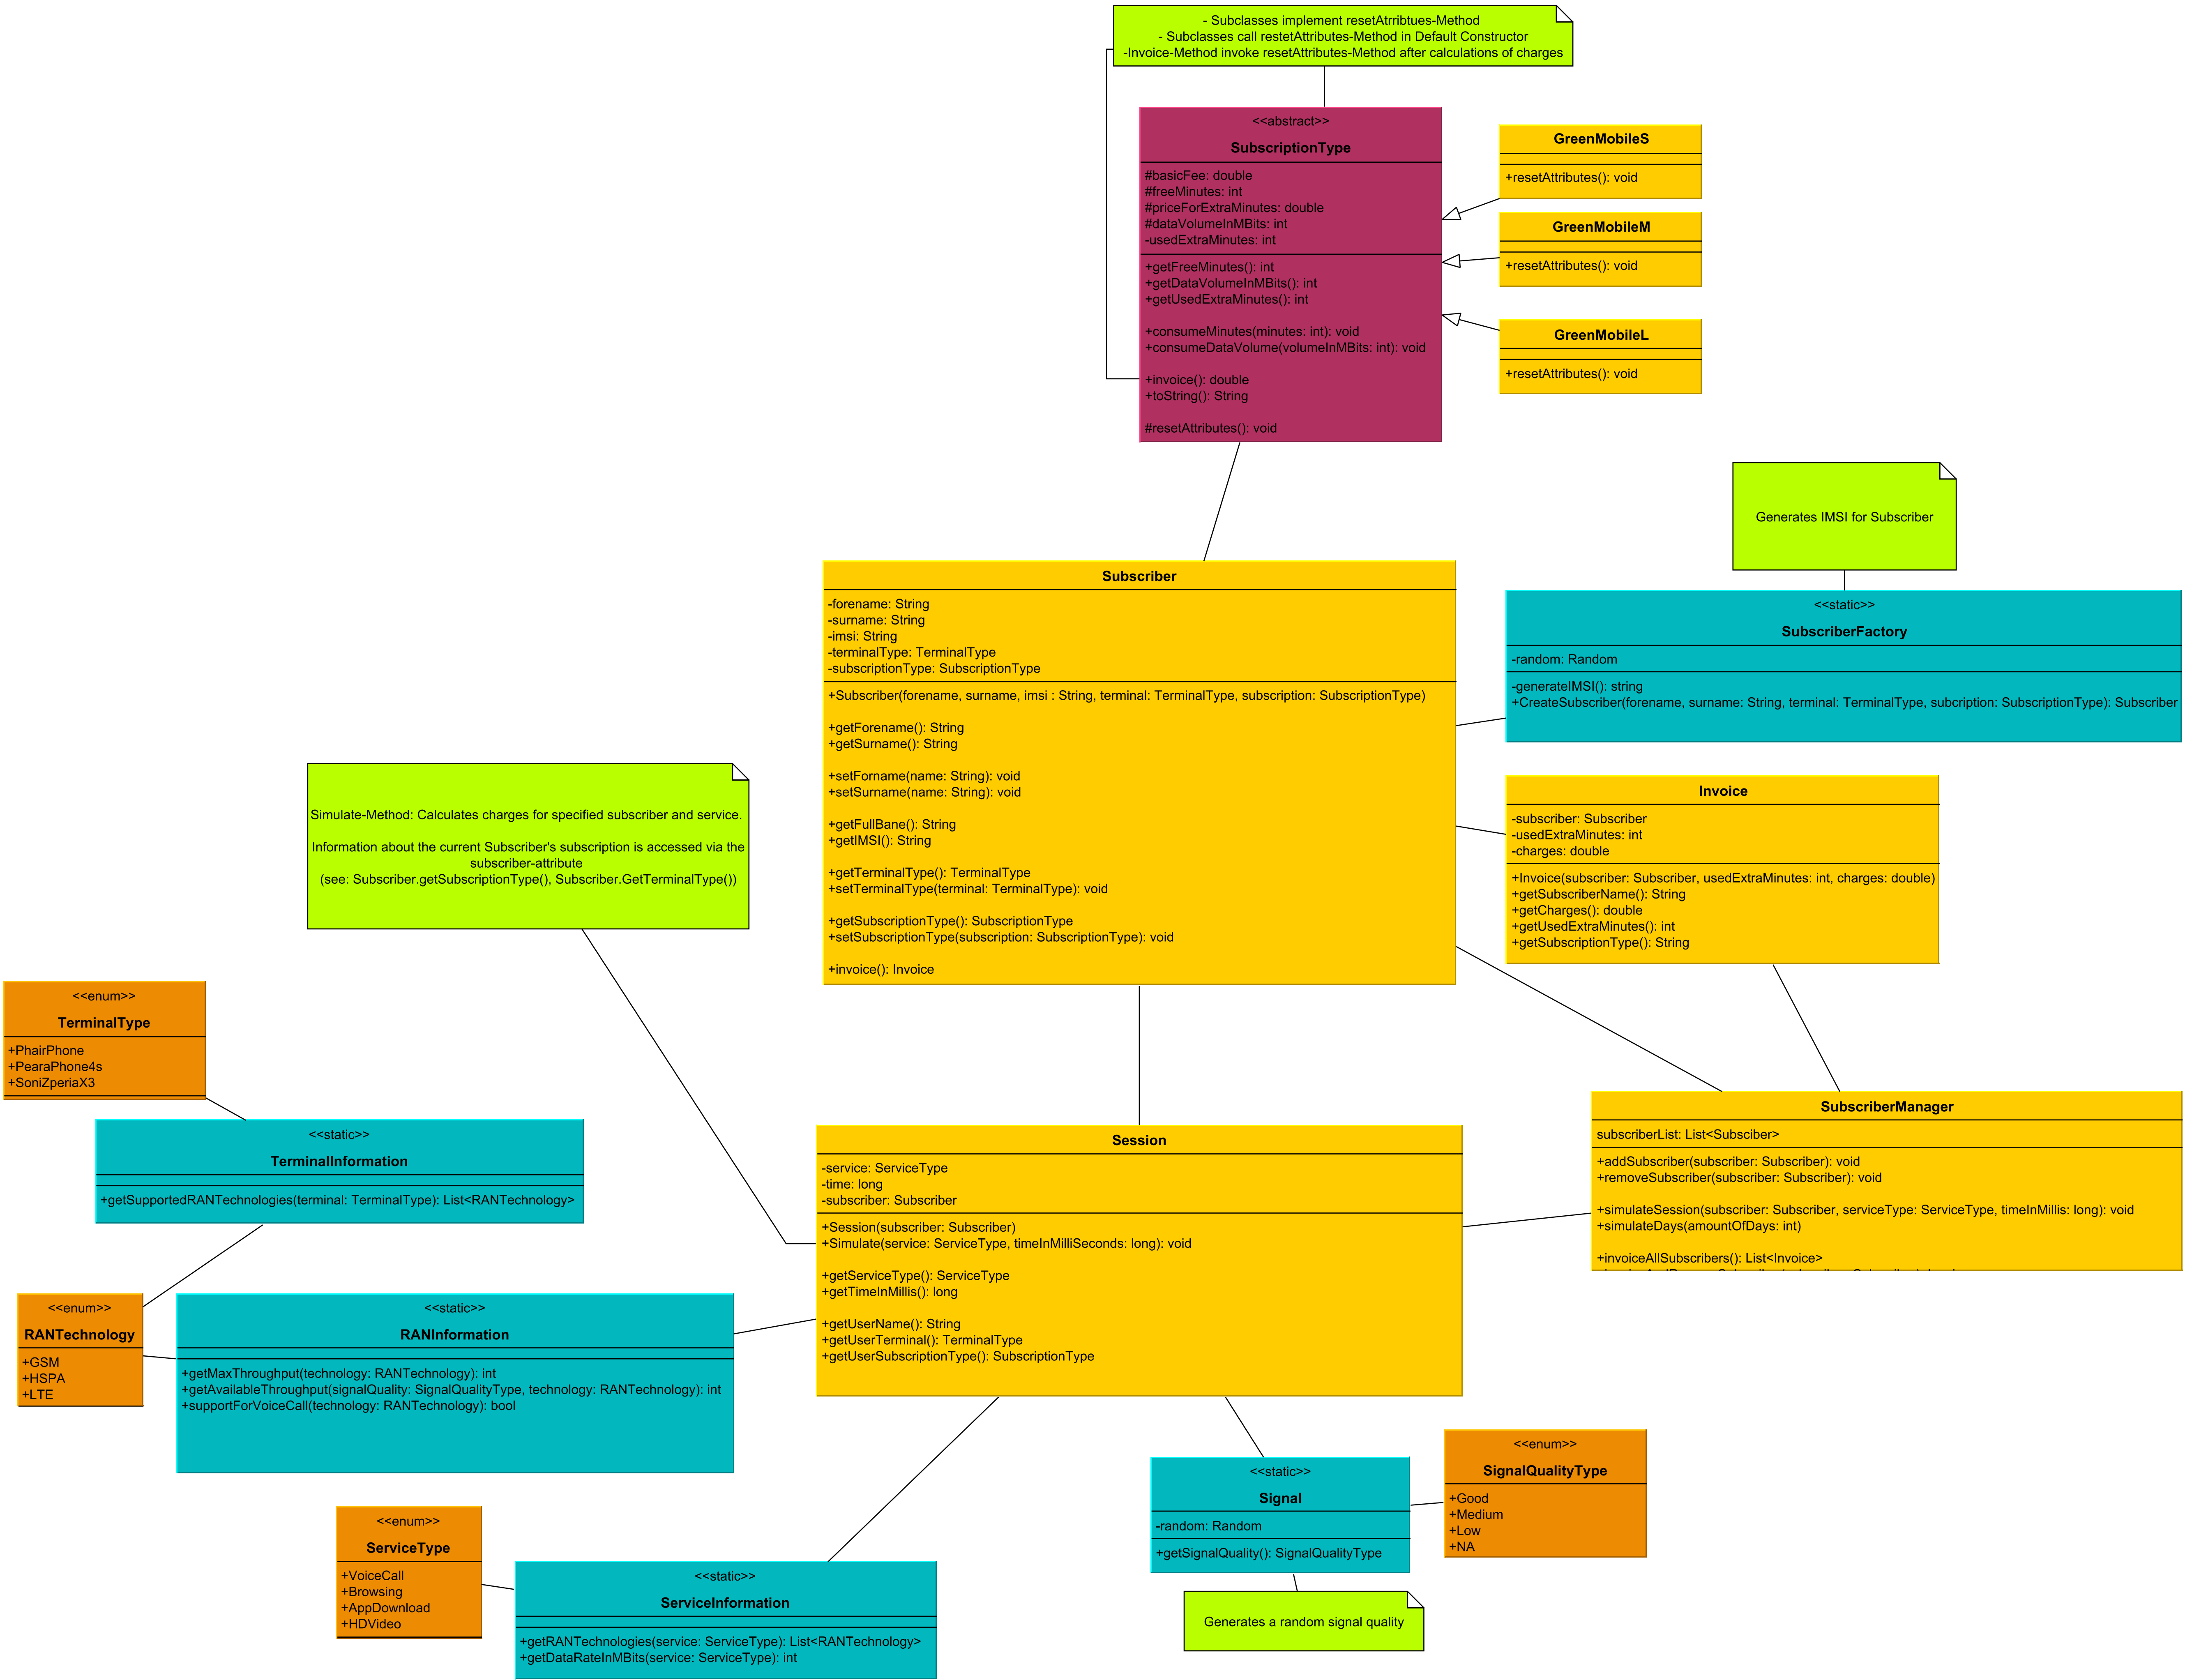 - Subclasses implement resetAtrribtues-Method
- Subclasses call restetAttributes-Method in Default Constructor
-Invoice-Method invoke resetAttributes-Method after calculations of charges
<<abstract>>
SubscriptionType
#basicFee: double
#freeMinutes: int
#priceForExtraMinutes: double
#dataVolumeInMBits: int
-usedExtraMinutes: int
+getFreeMinutes(): int
+getDataVolumeInMBits(): int
+getUsedExtraMinutes(): int
+consumeMinutes(minutes: int): void
+consumeDataVolume(volumeInMBits: int): void
+invoice(): double
+toString(): String
#resetAttributes(): void
GreenMobileS
+resetAttributes(): void
GreenMobileM
+resetAttributes(): void
GreenMobileL
+resetAttributes(): void
Generates IMSI for Subscriber
Subscriber
-forename: String
-surname: String
-imsi: String
-terminalType: TerminalType
-subscriptionType: SubscriptionType
+Subscriber(forename, surname, imsi : String, terminal: TerminalType, subscription: SubscriptionType)
+getForename(): String
+getSurname(): String
+setForname(name: String): void
+setSurname(name: String): void
+getFullBane(): String
+getIMSI(): String
+getTerminalType(): TerminalType
+setTerminalType(terminal: TerminalType): void
+getSubscriptionType(): SubscriptionType
+setSubscriptionType(subscription: SubscriptionType): void
+invoice(): Invoice
<<static>>
SubscriberFactory
-random: Random
-generateIMSI(): string
+CreateSubscriber(forename, surname: String, terminal: TerminalType, subcription: SubscriptionType): Subscriber
Invoice
-subscriber: Subscriber
-usedExtraMinutes: int
-charges: double
+Invoice(subscriber: Subscriber, usedExtraMinutes: int, charges: double)
+getSubscriberName(): String
+getCharges(): double
+getUsedExtraMinutes(): int
+getSubscriptionType(): String
Simulate-Method: Calculates charges for specified subscriber and service.
Information about the current Subscriber's subscription is accessed via the
subscriber-attribute
(see: Subscriber.getSubscriptionType(), Subscriber.GetTerminalType())
<<enum>>
TerminalType
+PhairPhone
+PearaPhone4s
+SoniZperiaX3
<<static>>
TerminalInformation
+getSupportedRANTechnologies(terminal: TerminalType): List<RANTechnology>
Session
-service: ServiceType
-time: long
-subscriber: Subscriber
+Session(subscriber: Subscriber)
+Simulate(service: ServiceType, timeInMilliSeconds: long): void
+getServiceType(): ServiceType
+getTimeInMillis(): long
+getUserName(): String
+getUserTerminal(): TerminalType
+getUserSubscriptionType(): SubscriptionType
SubscriberManager
subscriberList: List<Subsciber>
+addSubscriber(subscriber: Subscriber): void
+removeSubscriber(subscriber: Subscriber): void
+simulateSession(subscriber: Subscriber, serviceType: ServiceType, timeInMillis: long): void
+simulateDays(amountOfDays: int)
+invoiceAllSubscribers(): List<Invoice>
<<enum>>
RANTechnology
+GSM
+HSPA
+LTE
<<static>>
RANInformation
+getMaxThroughput(technology: RANTechnology): int
+getAvailableThroughput(signalQuality: SignalQualityType, technology: RANTechnology): int
+supportForVoiceCall(technology: RANTechnology): bool
<<enum>>
ServiceType
+VoiceCall
+Browsing
+AppDownload
+HDVideo
<<static>>
ServiceInformation
+getRANTechnologies(service: ServiceType): List<RANTechnology>
+getDataRateInMBits(service: ServiceType): int
<<static>>
Signal
-random: Random
+getSignalQuality(): SignalQualityType
<<enum>>
SignalQualityType
+Good
+Medium
+Low
+NA
Generates a random signal quality